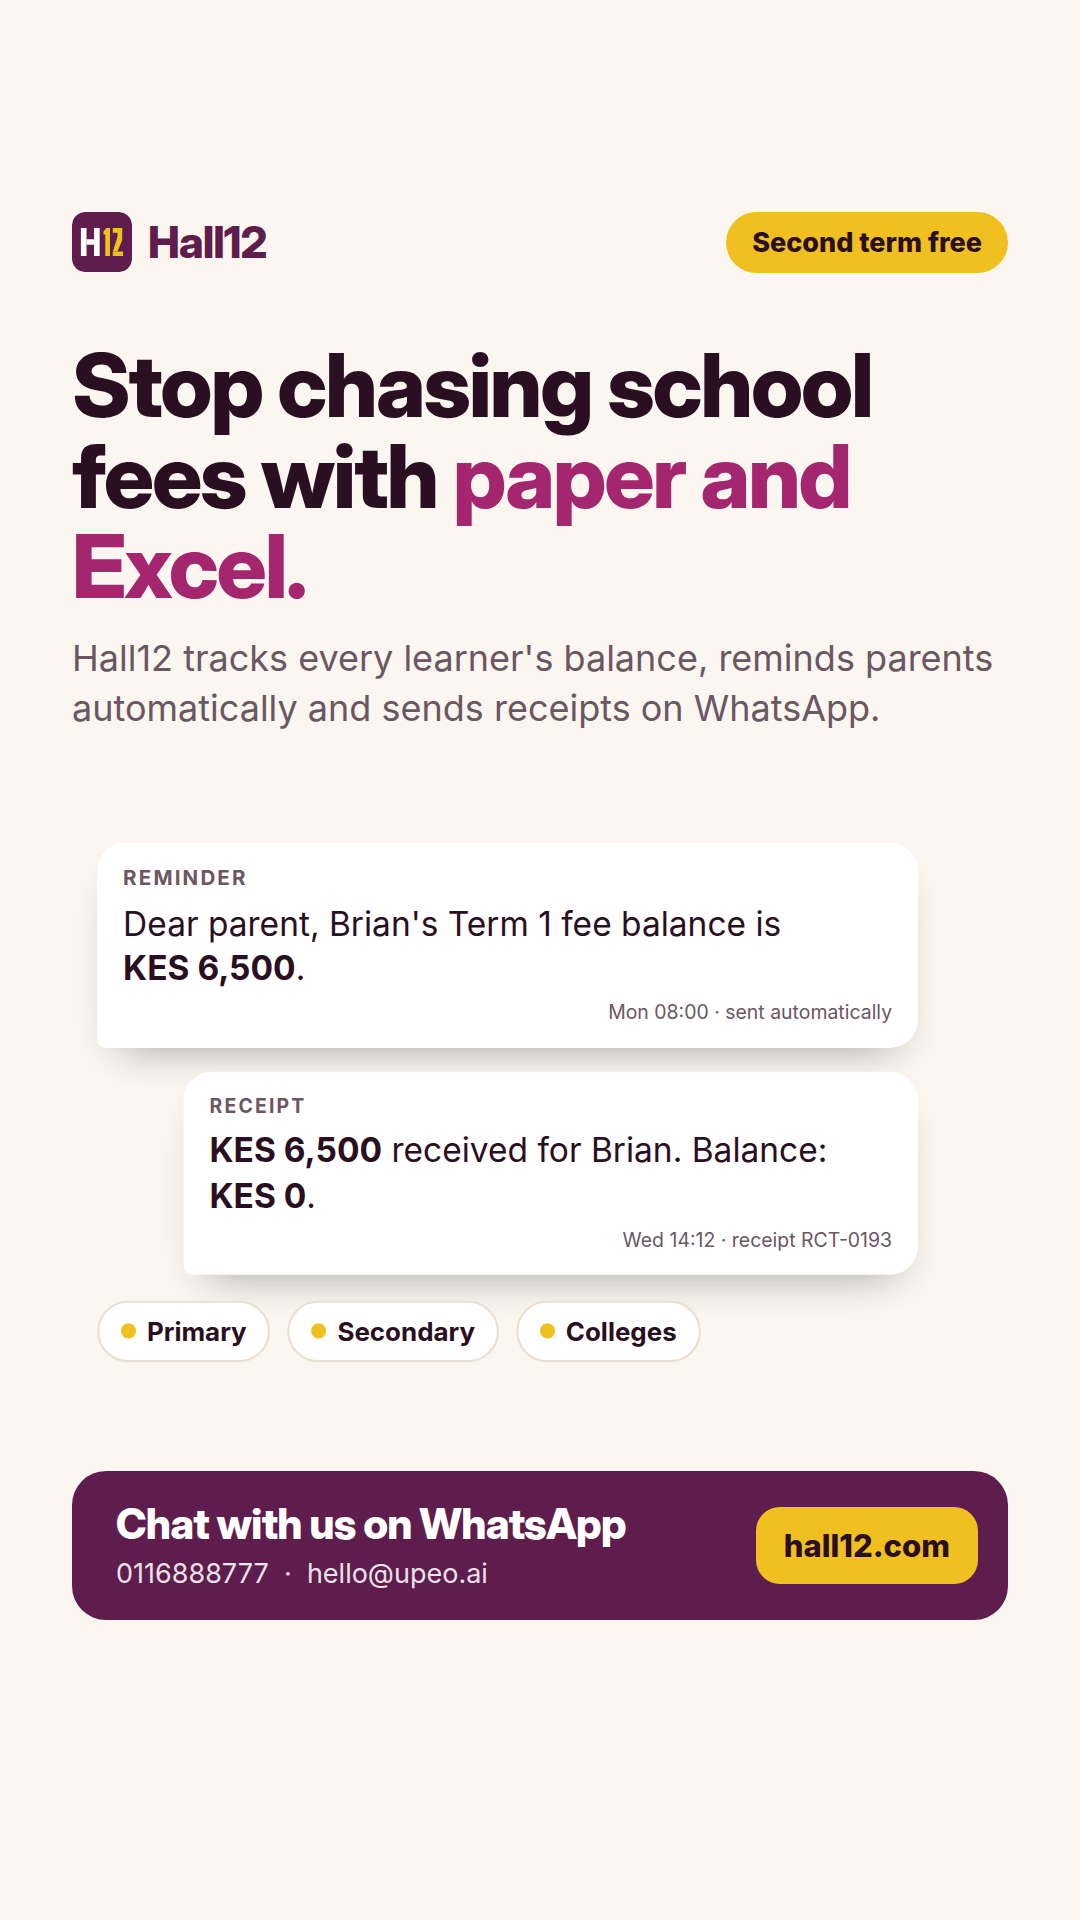 H12 Hall12
Second term free
Stop chasing school
fees with paper and
Excel.
Hall12 tracks every learner's balance, reminds parents
automatically and sends receipts on WhatsApp.
REMINDER
Dear parent, Brian's Term 1 fee balance is
KES 6,500.
Mon 08:00 · sent automatically
RECEIPT
KES 6,500 received for Brian. Balance:
KES 0.
Wed 14:12 · receipt RCT-0193
Primary
Secondary
Colleges
Chat with us on WhatsApp
0116888777 · hello@upeo.ai
hall12.com